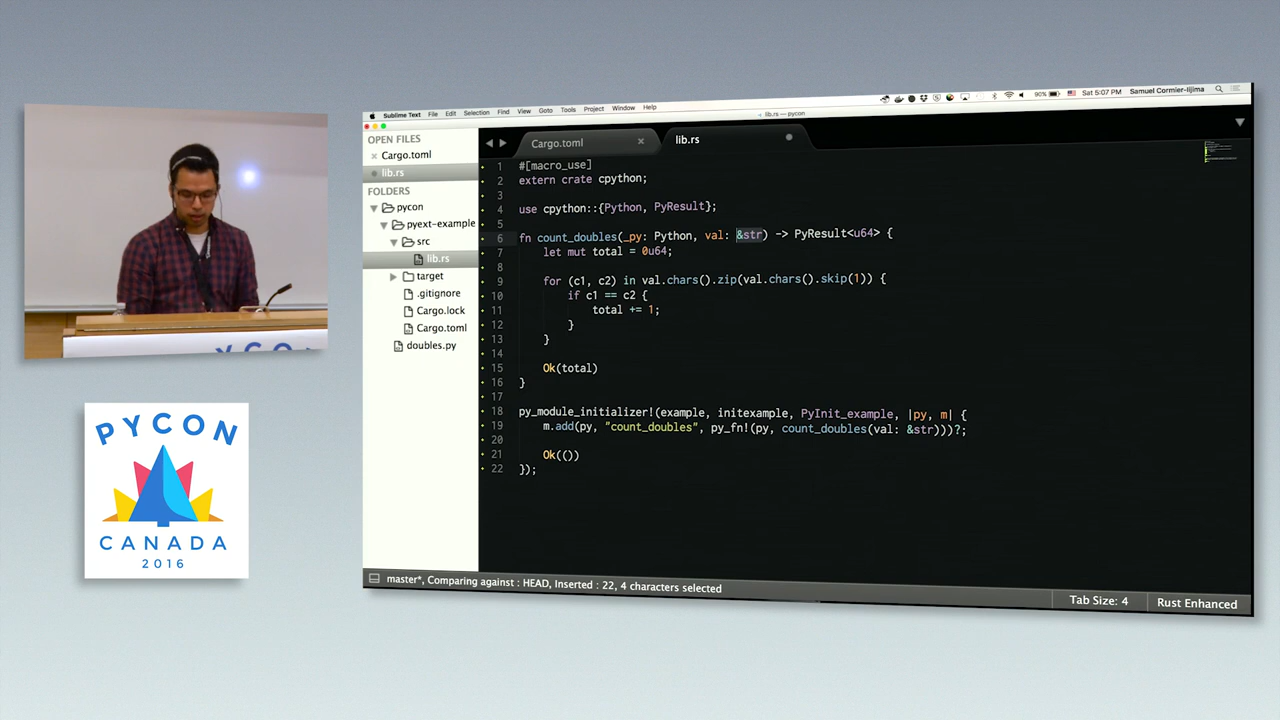 Sublime Text File Edit Selection Find View Goto Tools Project Window Help
90% Sat 5:07 PM Samuel Cormier-Iijima
lib.rs — pycon
OPEN FILES
Cargo.toml
lib.rs
FOLDERS
pycon
pyext-example
src
lib.rs
target
.gitignore
Cargo.lock
Cargo.toml
doubles.py
Cargo.toml
lib.rs
1 #[macro_use]
2 extern crate cpython;
3
4 use cpython::{Python, PyResult};
5
6 fn count_doubles(_py: Python, val: &str) -> PyResult<u64> {
7 let mut total = 0u64;
8
9 for (c1, c2) in val.chars().zip(val.chars().skip(1)) {
10 if c1 == c2 {
11 total += 1;
12 }
13 }
14
15 Ok(total)
16 }
17
18 py_module_initializer!(example, initexample, PyInit_example, |py, m| {
19 m.add(py, "count_doubles", py_fn!(py, count_doubles(val: &str)))?;
20
21 Ok(())
22 });
master*, Comparing against : HEAD, Inserted : 22, 4 characters selected
Tab Size: 4
Rust Enhanced
PYCON
CANADA
2016